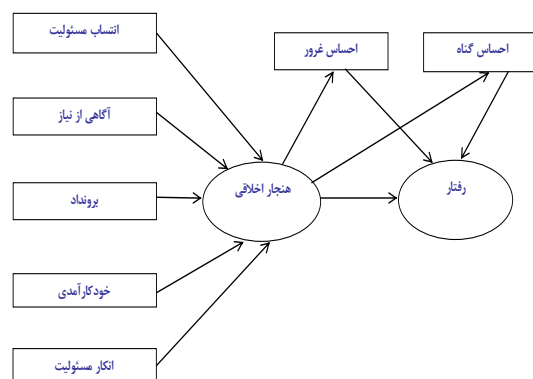 انتساب مسئولیت
احساس غرور
احساس گناه
آگاهی از نیاز
برونداد
هنجار اخلاقی
رفتار
خودکارآمدی
انکار مسئولیت